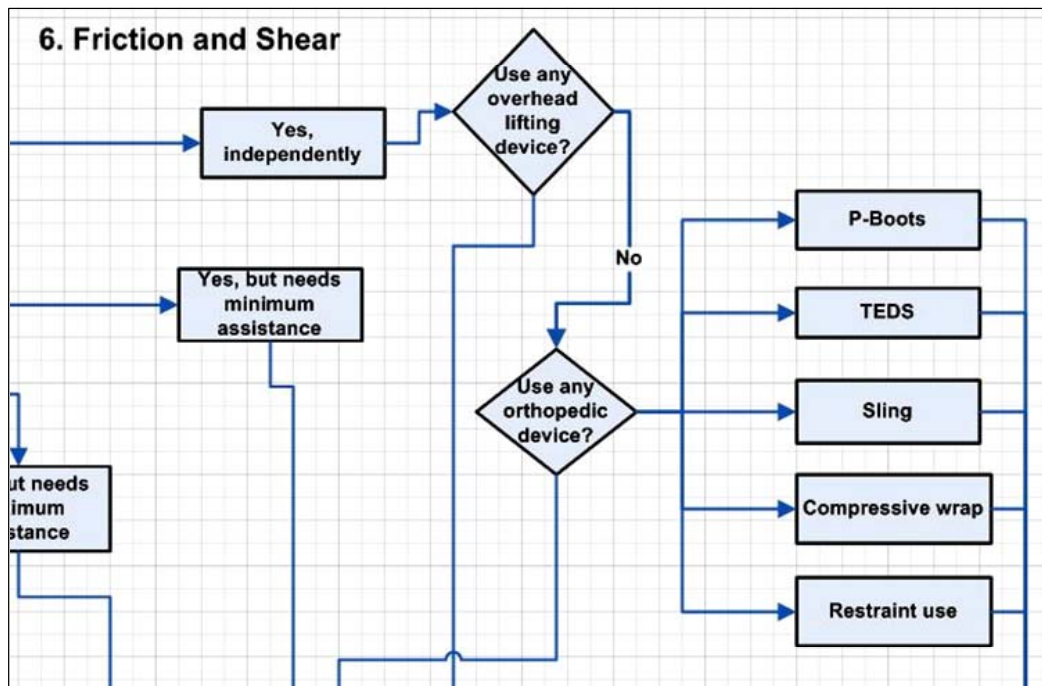 6. Friction and Shear
Use any
overhead
lifting
device?
Yes,
independently
P-Boots
No
Yes, but needs
minimum
assistance
TEDS
Use any
orthopedic
device?
Sling
needs
Compressive wrap
Restraint use